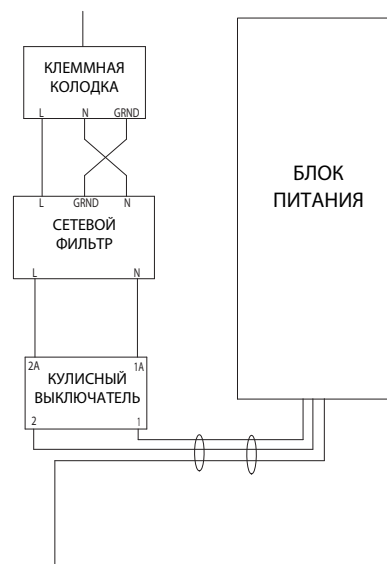 КЛЕММНАЯ
КОЛОДКА
L N GRND
L GRND N
СЕТЕВОЙ
ФИЛЬТР
L N
2A 1A
КУЛИСНЫЙ
ВЫКЛЮЧАТЕЛЬ
2 1
БЛОК
ПИТАНИЯ